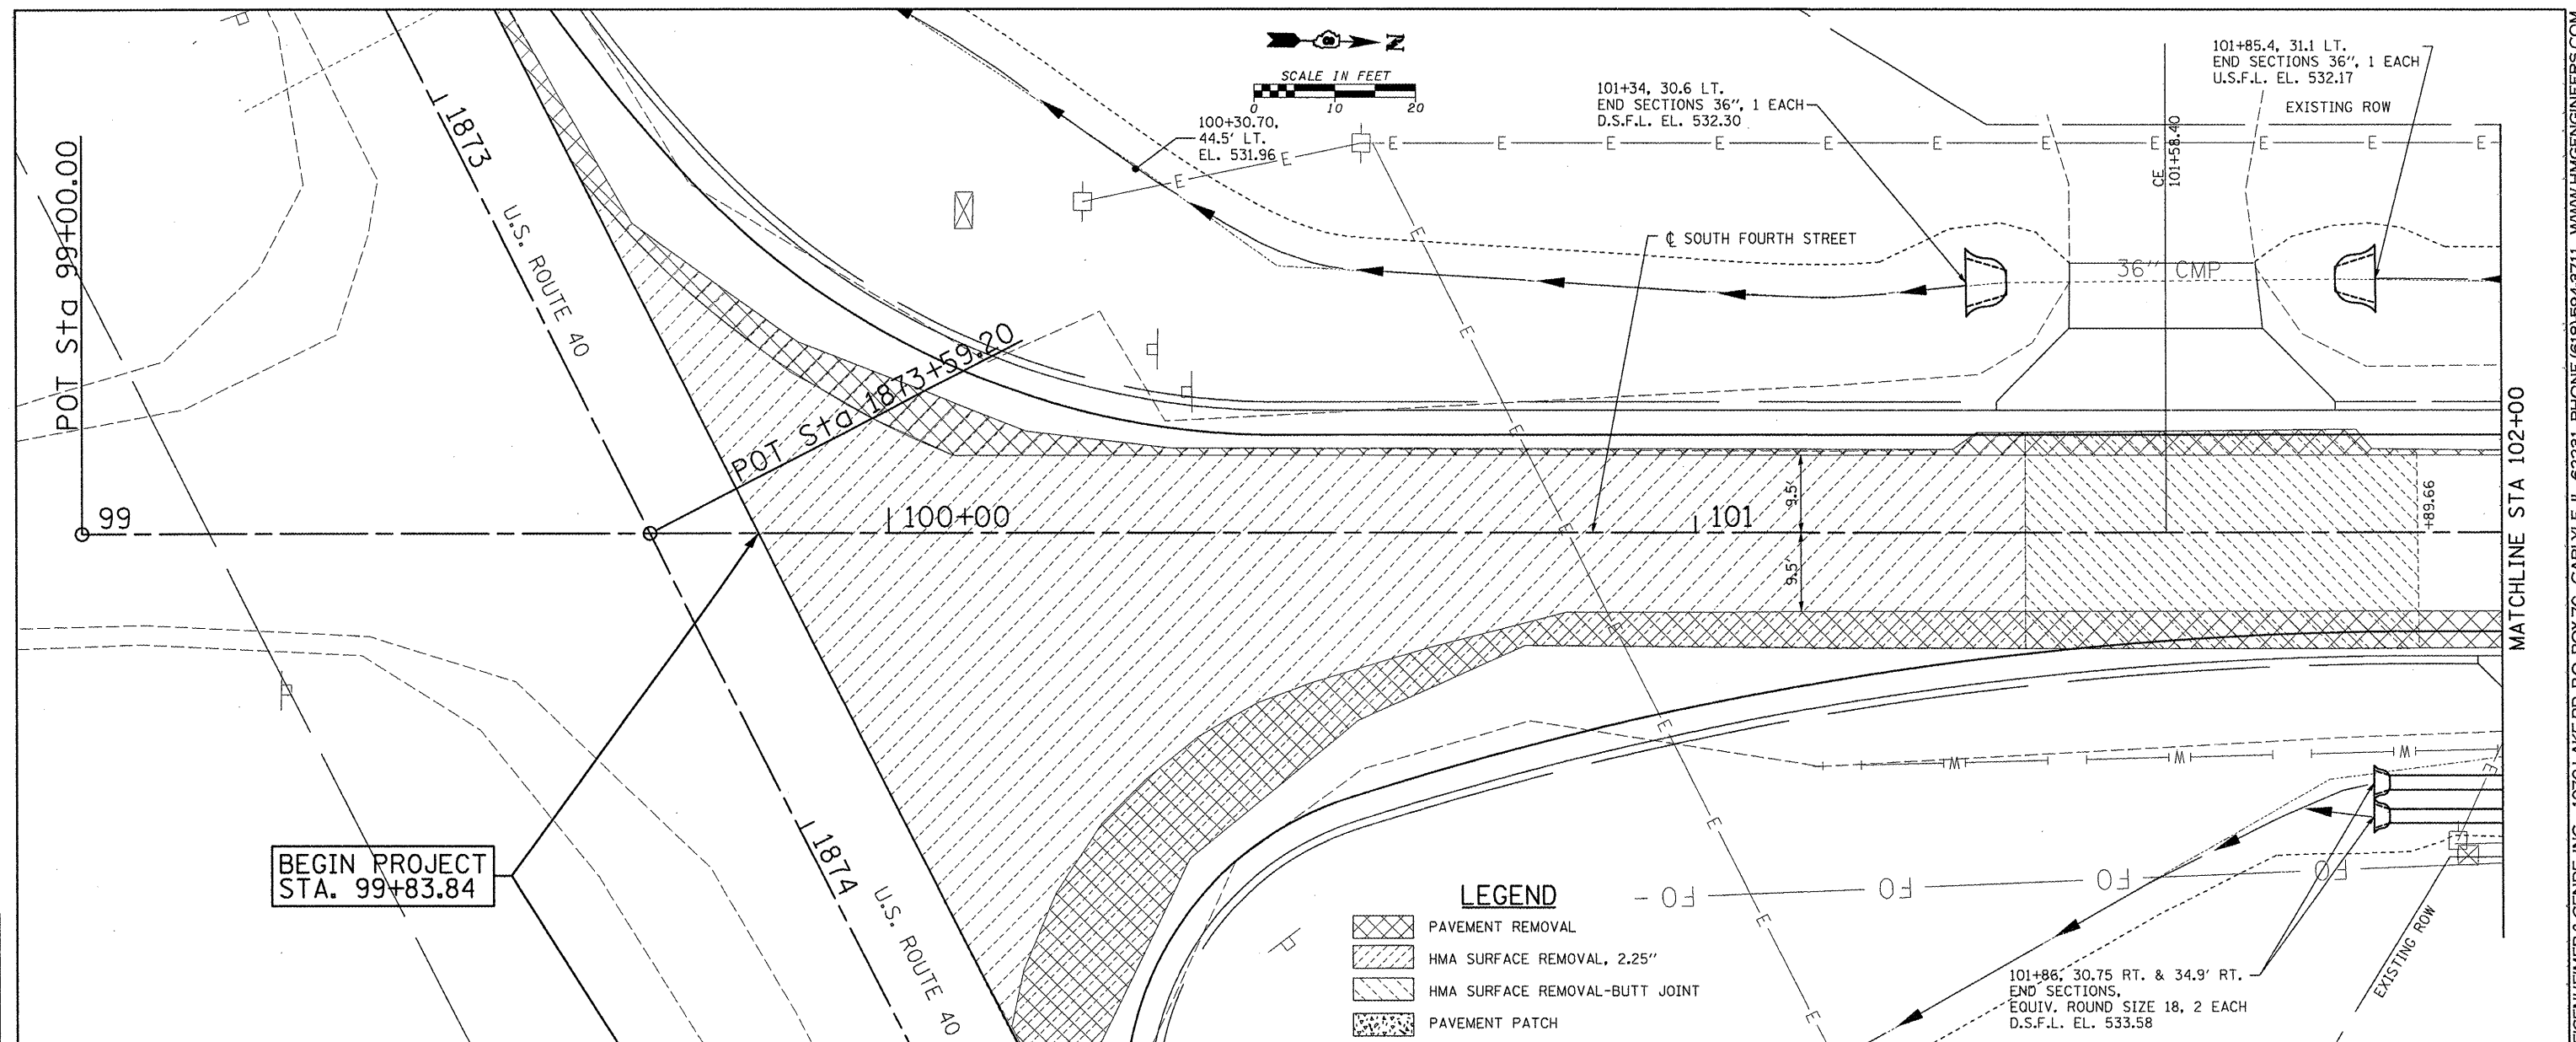 POT Sta 99+00.00
99
1873
U.S. ROUTE 40
POT Sta 1873+59.20
100+00
101
1874
U.S. ROUTE 40
BEGIN PROJECT
STA. 99+83.84
N
SCALE IN FEET
0 10 20
100+30.70,
44.5' LT.
EL. 531.96
101+34, 30.6 LT.
END SECTIONS 36", 1 EACH
D.S.F.L. EL. 532.30
101+85.4, 31.1 LT.
END SECTIONS 36", 1 EACH
U.S.F.L. EL. 532.17
EXISTING ROW
CE
101+58.40
℄ SOUTH FOURTH STREET
36" CMP
9.5'
9.5'
+89.66
MATCHLINE STA 102+00
E E E E E E E E E E E E
E E E E E E E E E
W W W
E
FO FO FO FO
LEGEND
PAVEMENT REMOVAL
HMA SURFACE REMOVAL, 2.25"
HMA SURFACE REMOVAL-BUTT JOINT
PAVEMENT PATCH
101+86, 30.75 RT. & 34.9' RT.
END SECTIONS,
EQUIV. ROUND SIZE 18, 2 EACH
D.S.F.L. EL. 533.58
EXISTING ROW